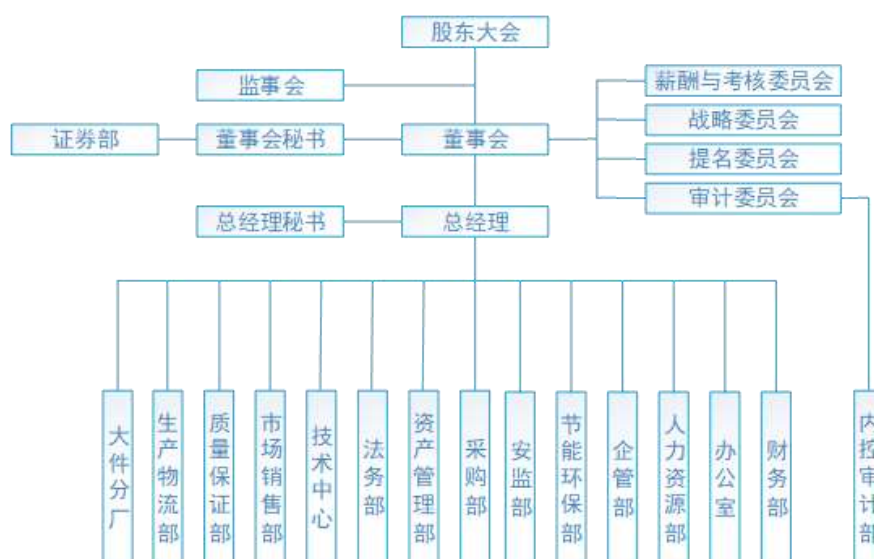 股东大会
监事会
薪酬与考核委员会
战略委员会
证券部
董事会秘书
董事会
提名委员会
审计委员会
总经理秘书
总经理
大件分厂
生产物流部
质量保证部
市场销售部
技术中心
法务部
资产管理部
采购部
安监部
节能环保部
企管部
人力资源部
办公室
财务部
内控审计部